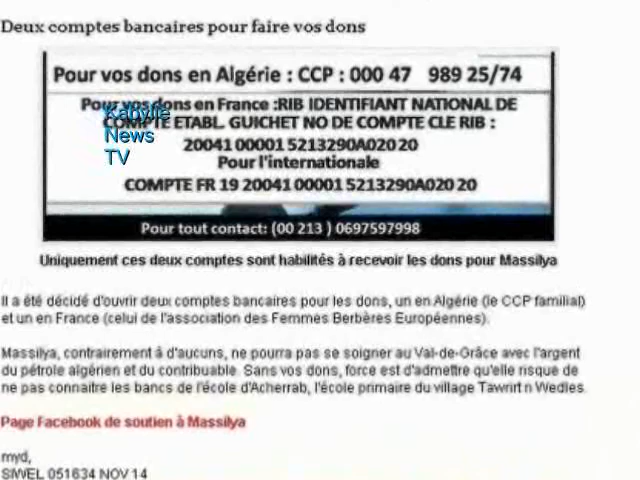 Deux comptes bancaires pour faire vos dons
Pour vos dons en Algérie : CCP : 000 47 989 25/74
Pour vos dons en France :RIB IDENTIFIANT NATIONAL DE
COMPTE ETABL. GUICHET NO DE COMPTE CLE RIB :
20041 00001 5213290A020 20
Pour l'internationale
COMPTE FR 19 20041 00001 5213290A020 20
Kabylie
News
TV
Pour tout contact: (00 213 ) 0697597998
Uniquement ces deux comptes sont habilités à recevoir les dons pour Massilya
Il a été décidé d'ouvrir deux comptes bancaires pour les dons, un en Algérie (le CCP familial)
et un en France (celui de l'association des Femmes Berbères Européennes).
Massilya, contrairement à d'aucuns, ne pourra pas se soigner au Val-de-Grâce avec l'argent
du pétrole algérien et du contribuable. Sans vos dons, force est d'admettre qu'elle risque de
ne pas connaitre les bancs de l'école d'Acherrab, l'école primaire du village Tawrirt n Wedles.
Page Facebook de soutien à Massilya
myd,
SIWEL 051634 NOV 14